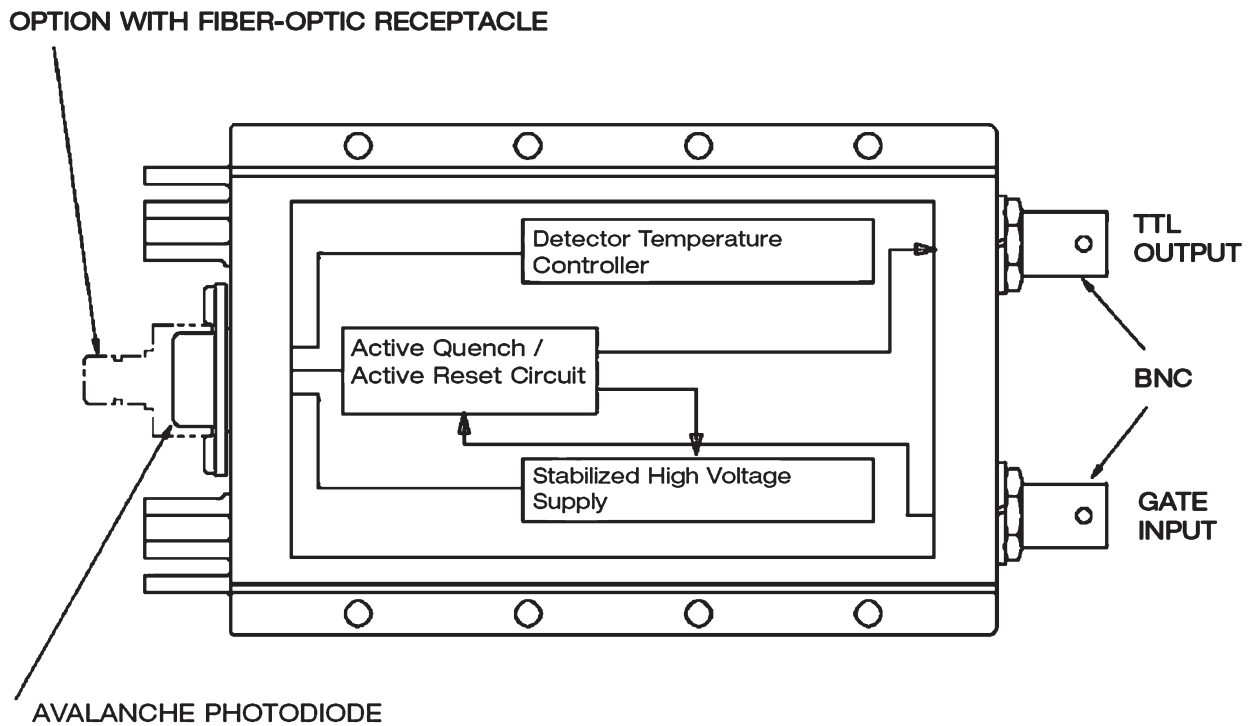 OPTION WITH FIBER-OPTIC RECEPTACLE
Detector Temperature
Controller
TTL
OUTPUT
Active Quench /
Active Reset Circuit
BNC
Stabilized High Voltage
Supply
GATE
INPUT
AVALANCHE PHOTODIODE